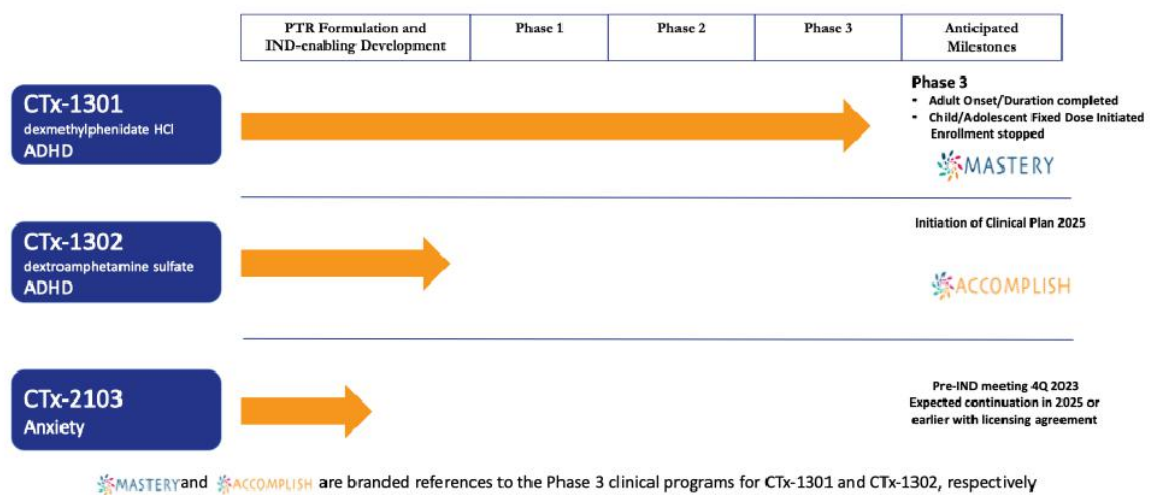 PTR Formulation and
IND-enabling Development
Phase 1
Phase 2
Phase 3
Anticipated
Milestones
CTx-1301
dexmethylphenidate HCl
ADHD
Phase 3
• Adult Onset/Duration completed
• Child/Adolescent Fixed Dose Initiated
Enrollment stopped
MASTERY
CTx-1302
dextroamphetamine sulfate
ADHD
Initiation of Clinical Plan 2025
ACCOMPLISH
CTx-2103
Anxiety
Pre-IND meeting 4Q 2023
Expected continuation in 2025 or
earlier with licensing agreement
MASTERY and ACCOMPLISH are branded references to the Phase 3 clinical programs for CTx-1301 and CTx-1302, respectively